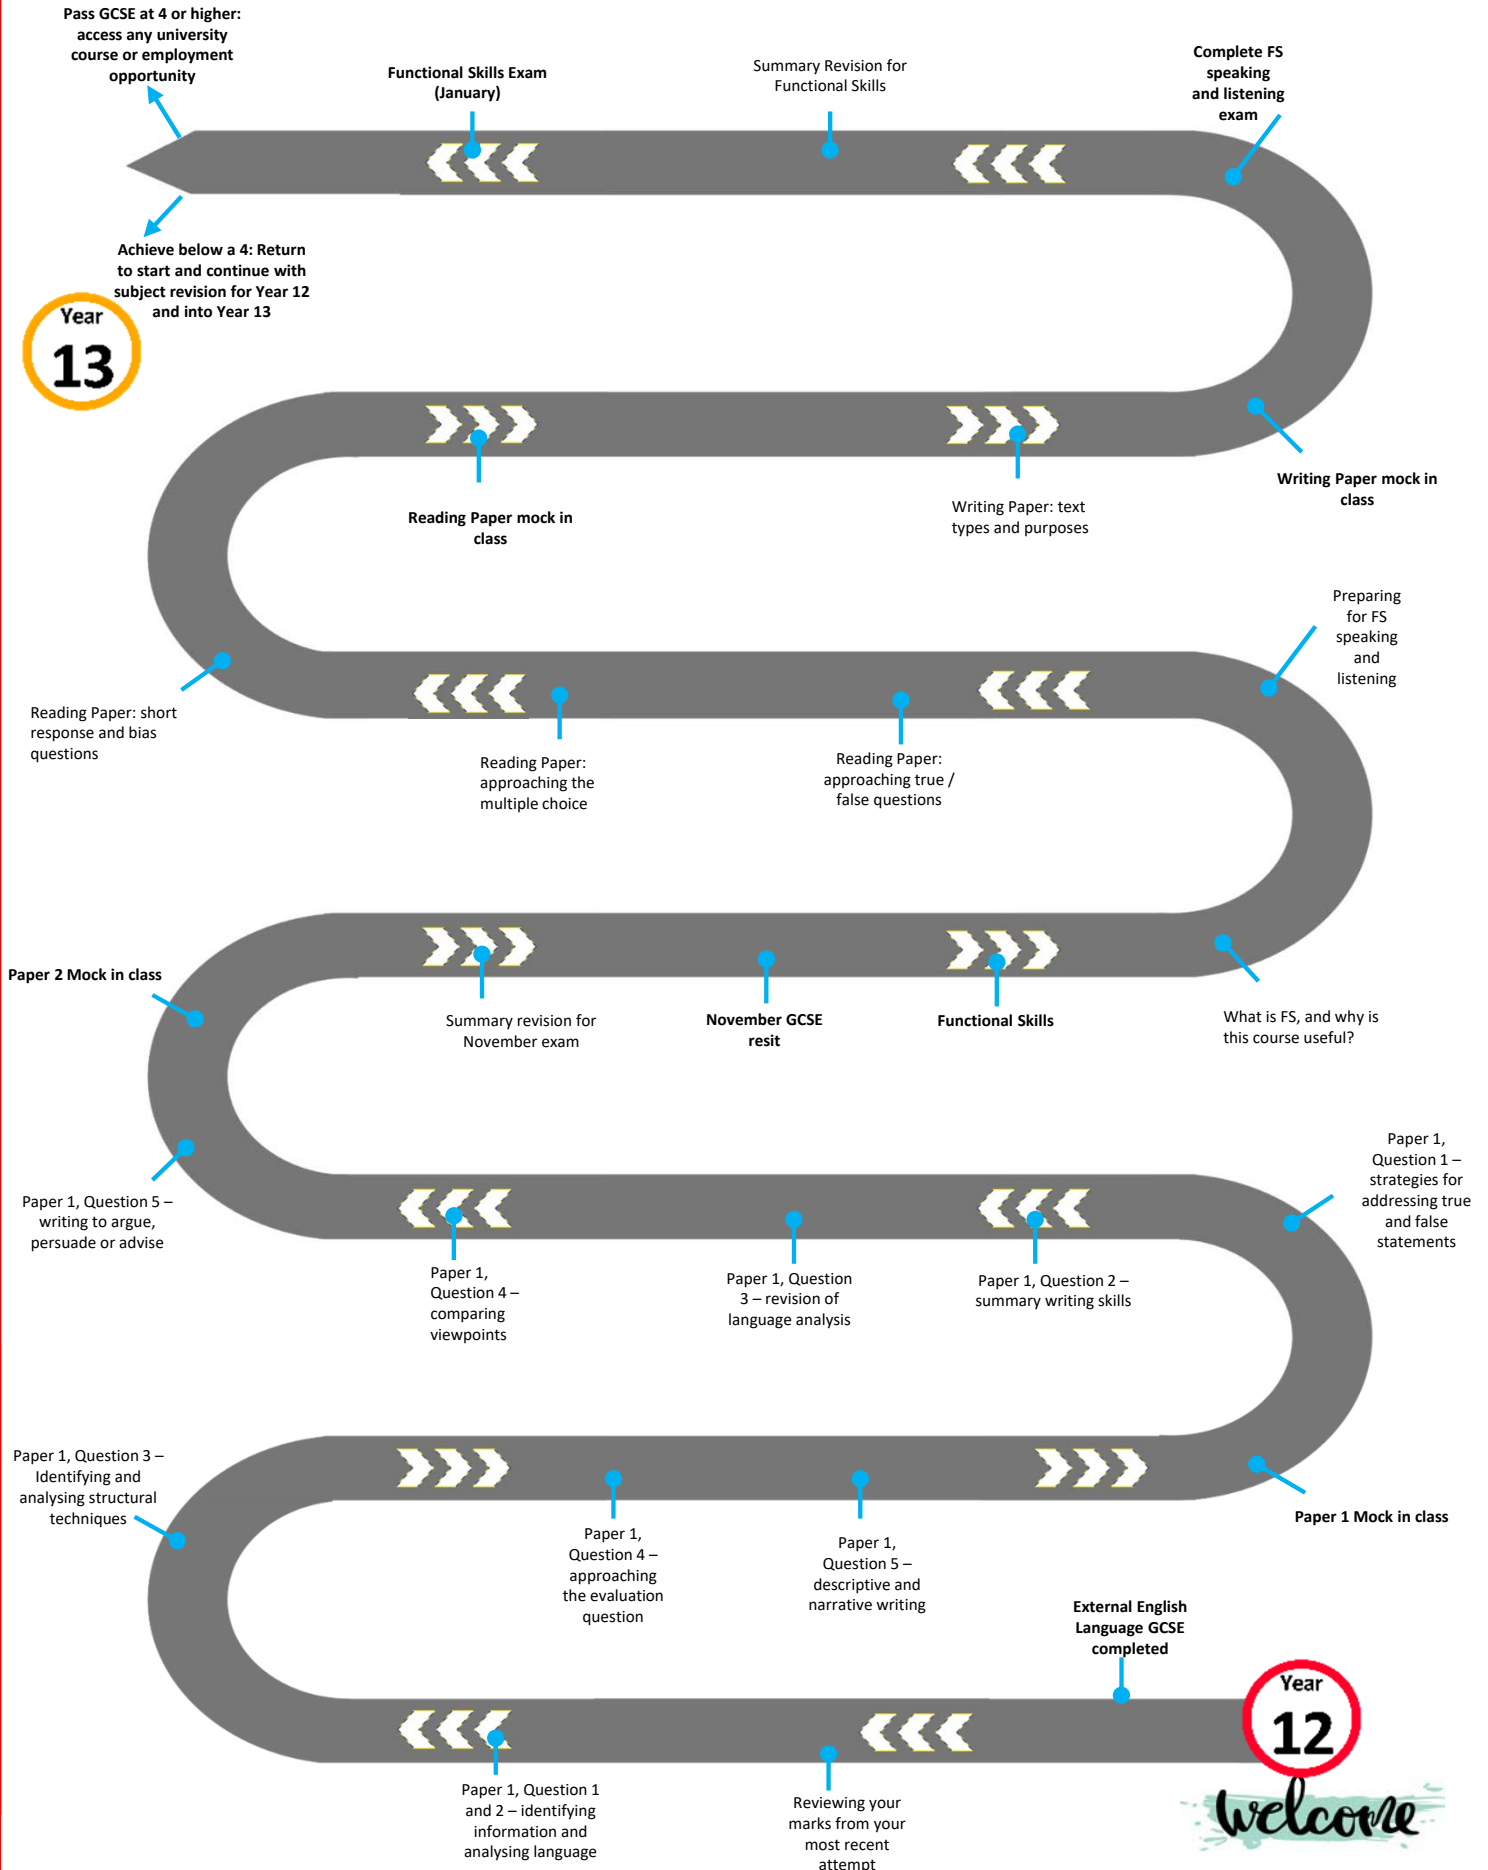 Pass GCSE at 4 or higher:
access any university
course or employment
opportunity
Functional Skills Exam
(January)
Summary Revision for
Functional Skills
Complete FS
speaking
and listening
exam
Achieve below a 4: Return
to start and continue with
subject revision for Year 12
and into Year 13
Year
13
Reading Paper mock in
class
Writing Paper: text
types and purposes
Writing Paper mock in
class
Preparing
for FS
speaking
and
listening
Reading Paper: short
response and bias
questions
Reading Paper:
approaching the
multiple choice
Reading Paper:
approaching true /
false questions
Paper 2 Mock in class
Summary revision for
November exam
November GCSE
resit
Functional Skills
What is FS, and why is
this course useful?
Paper 1,
Question 1 –
strategies for
addressing true
and false
statements
Paper 1, Question 5 –
writing to argue,
persuade or advise
Paper 1,
Question 4 –
comparing
viewpoints
Paper 1, Question
3 – revision of
language analysis
Paper 1, Question 2 –
summary writing skills
Paper 1, Question 3 –
Identifying and
analysing structural
techniques
Paper 1,
Question 4 –
approaching
the evaluation
question
Paper 1,
Question 5 –
descriptive and
narrative writing
Paper 1 Mock in class
External English
Language GCSE
completed
Year
12
welcome
Paper 1, Question 1
and 2 – identifying
information and
analysing language
Reviewing your
marks from your
most recent
attempt